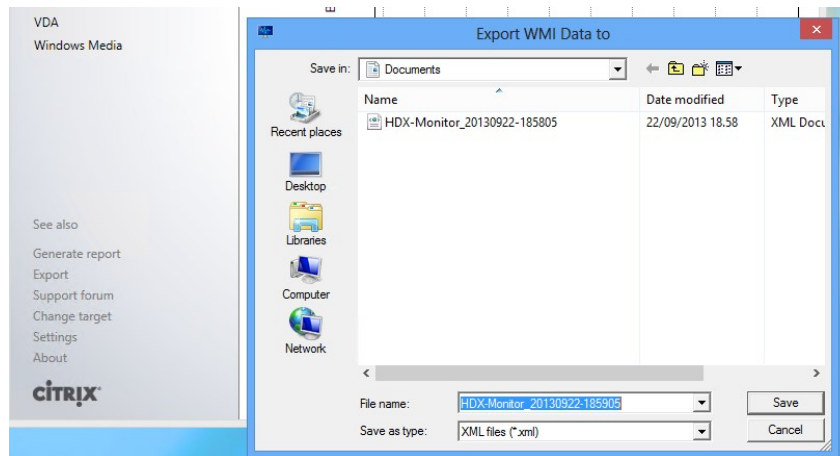 VDA
Windows Media
See also
Generate report
Export
Support forum
Change target
Settings
About
CİTRIX
Export WMI Data to
Save in: Documents
Name Date modified Type
HDX-Monitor_20130922-185805 22/09/2013 18.58 XML Docu
Recent places
Desktop
Libraries
Computer
Network
File name: HDX-Monitor_20130922-185905 Save
Save as type: XML files (*.xml) Cancel